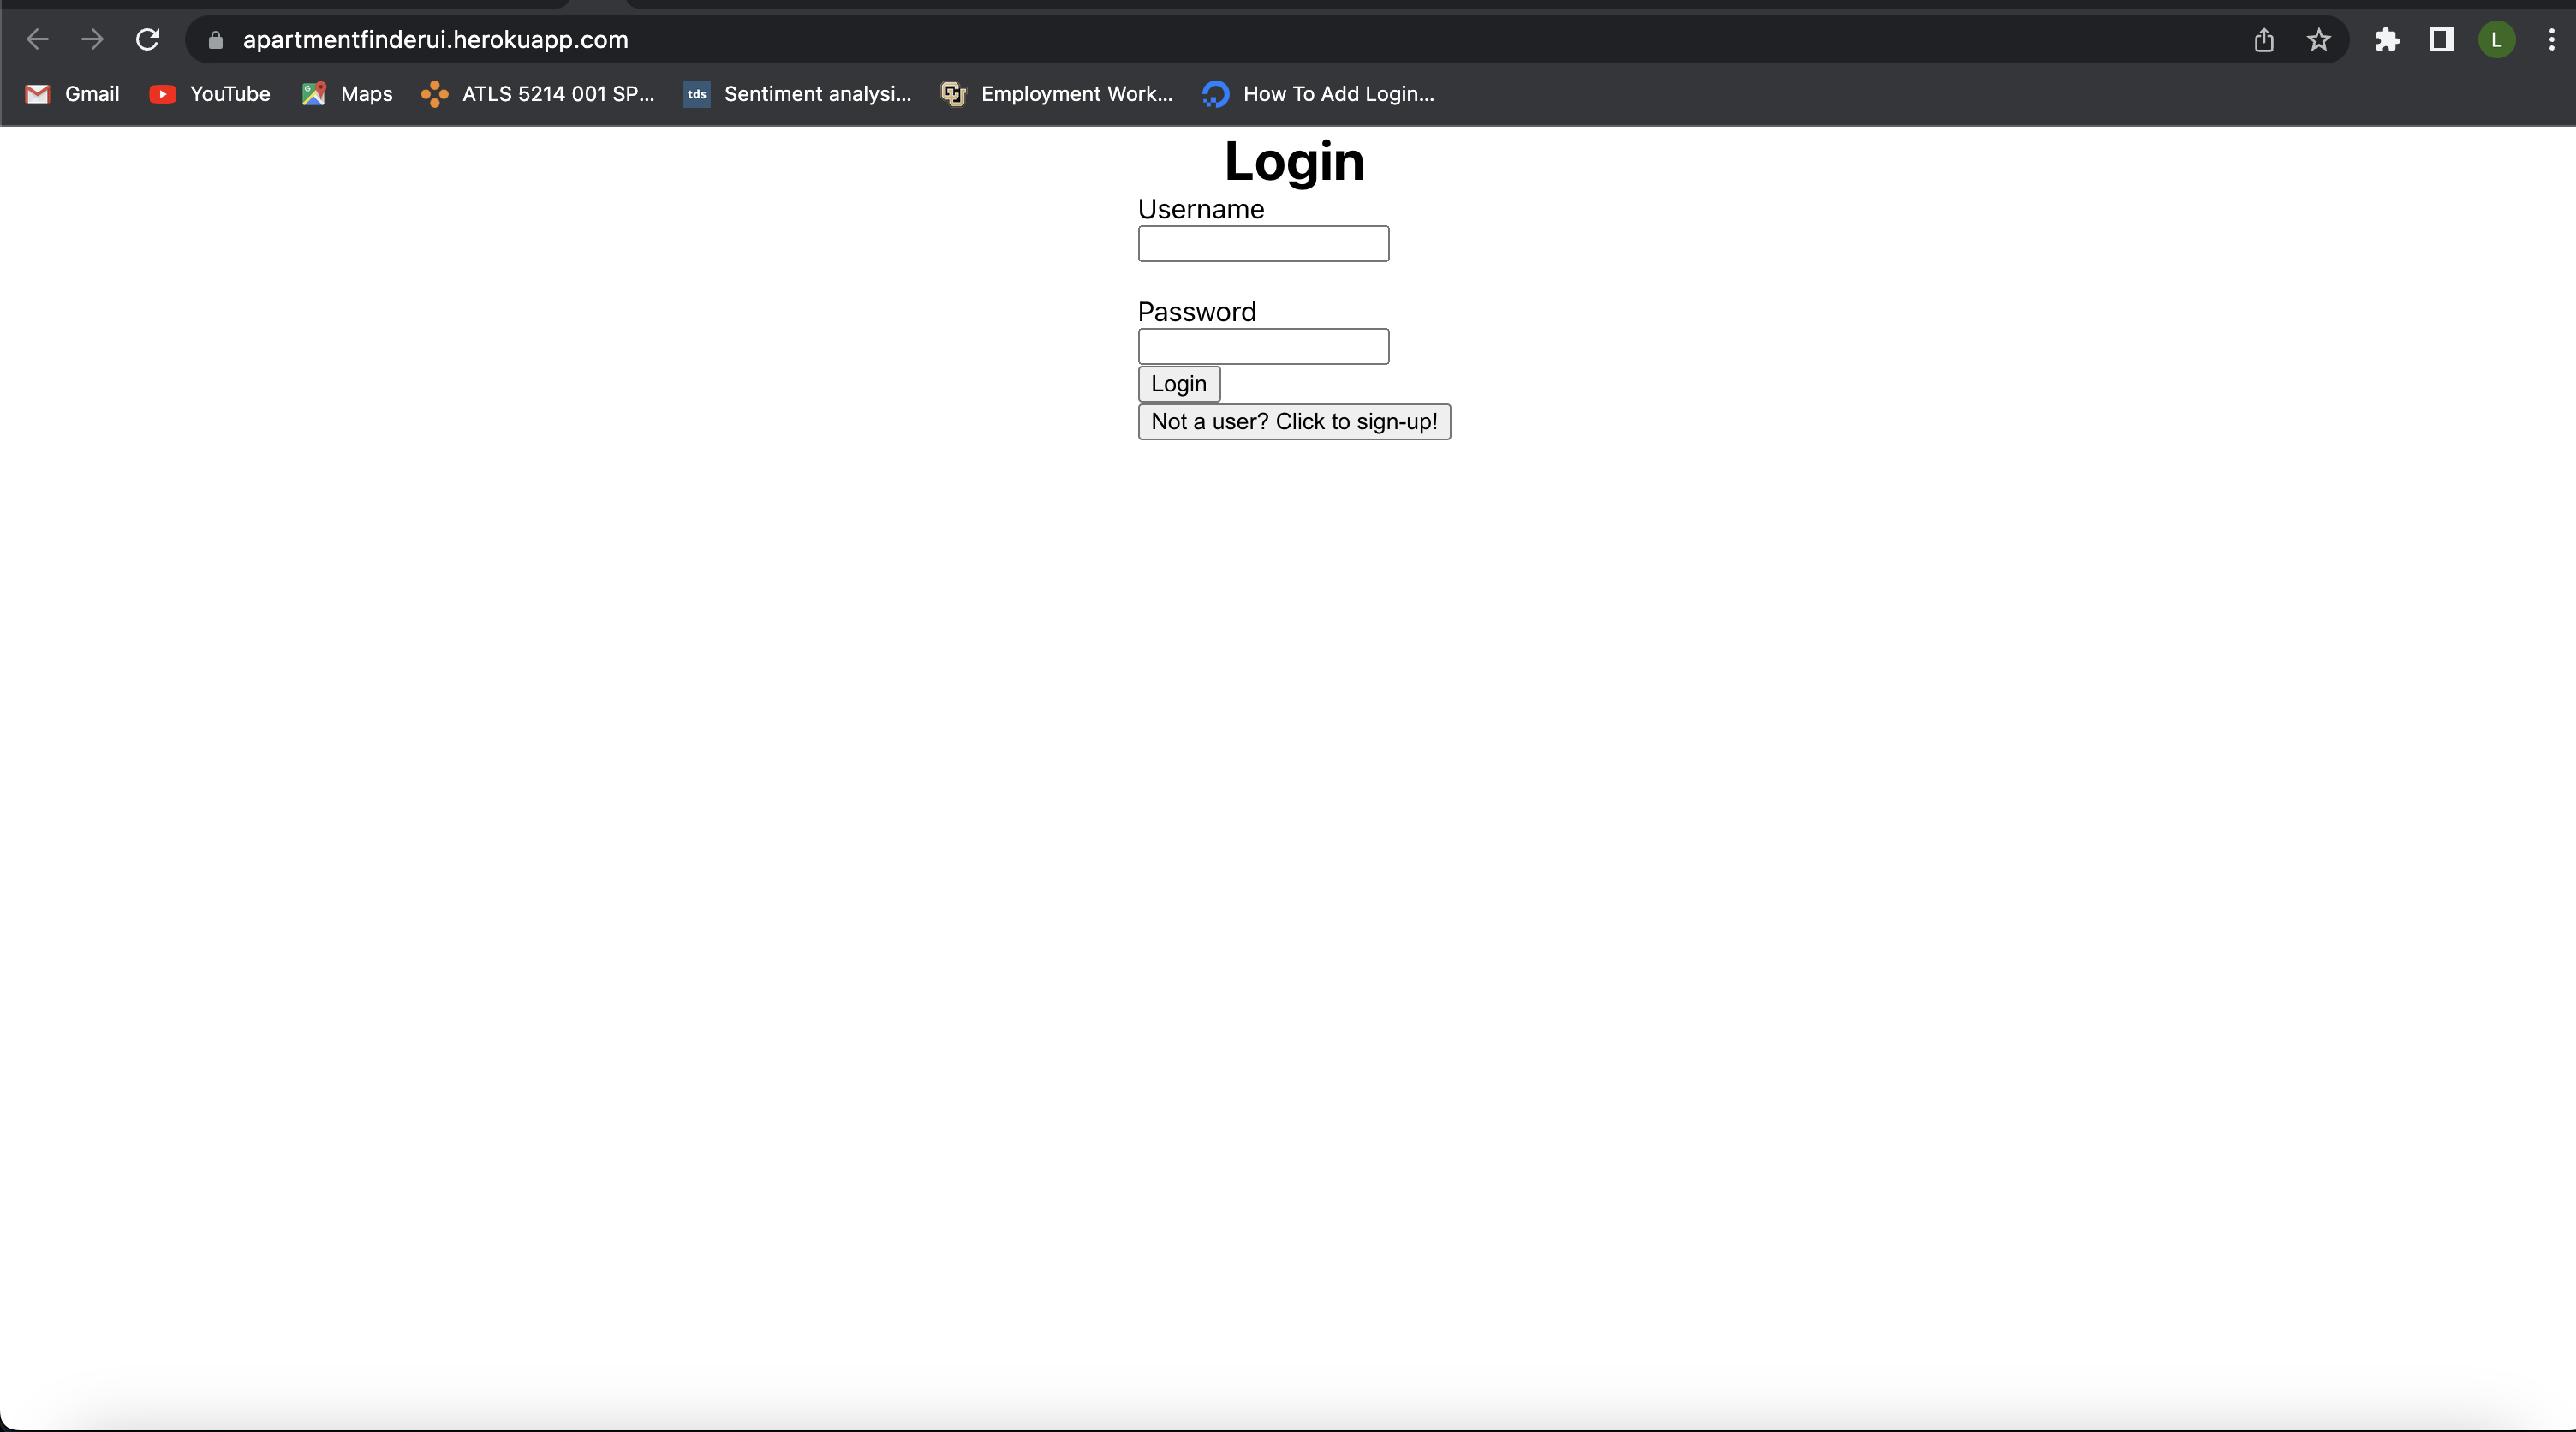 apartmentfinderui.herokuapp.com
L
Gmail YouTube Maps ATLS 5214 001 SP... tds Sentiment analysi... Employment Work... How To Add Login...
Login
Username
Password
Login
Not a user? Click to sign-up!